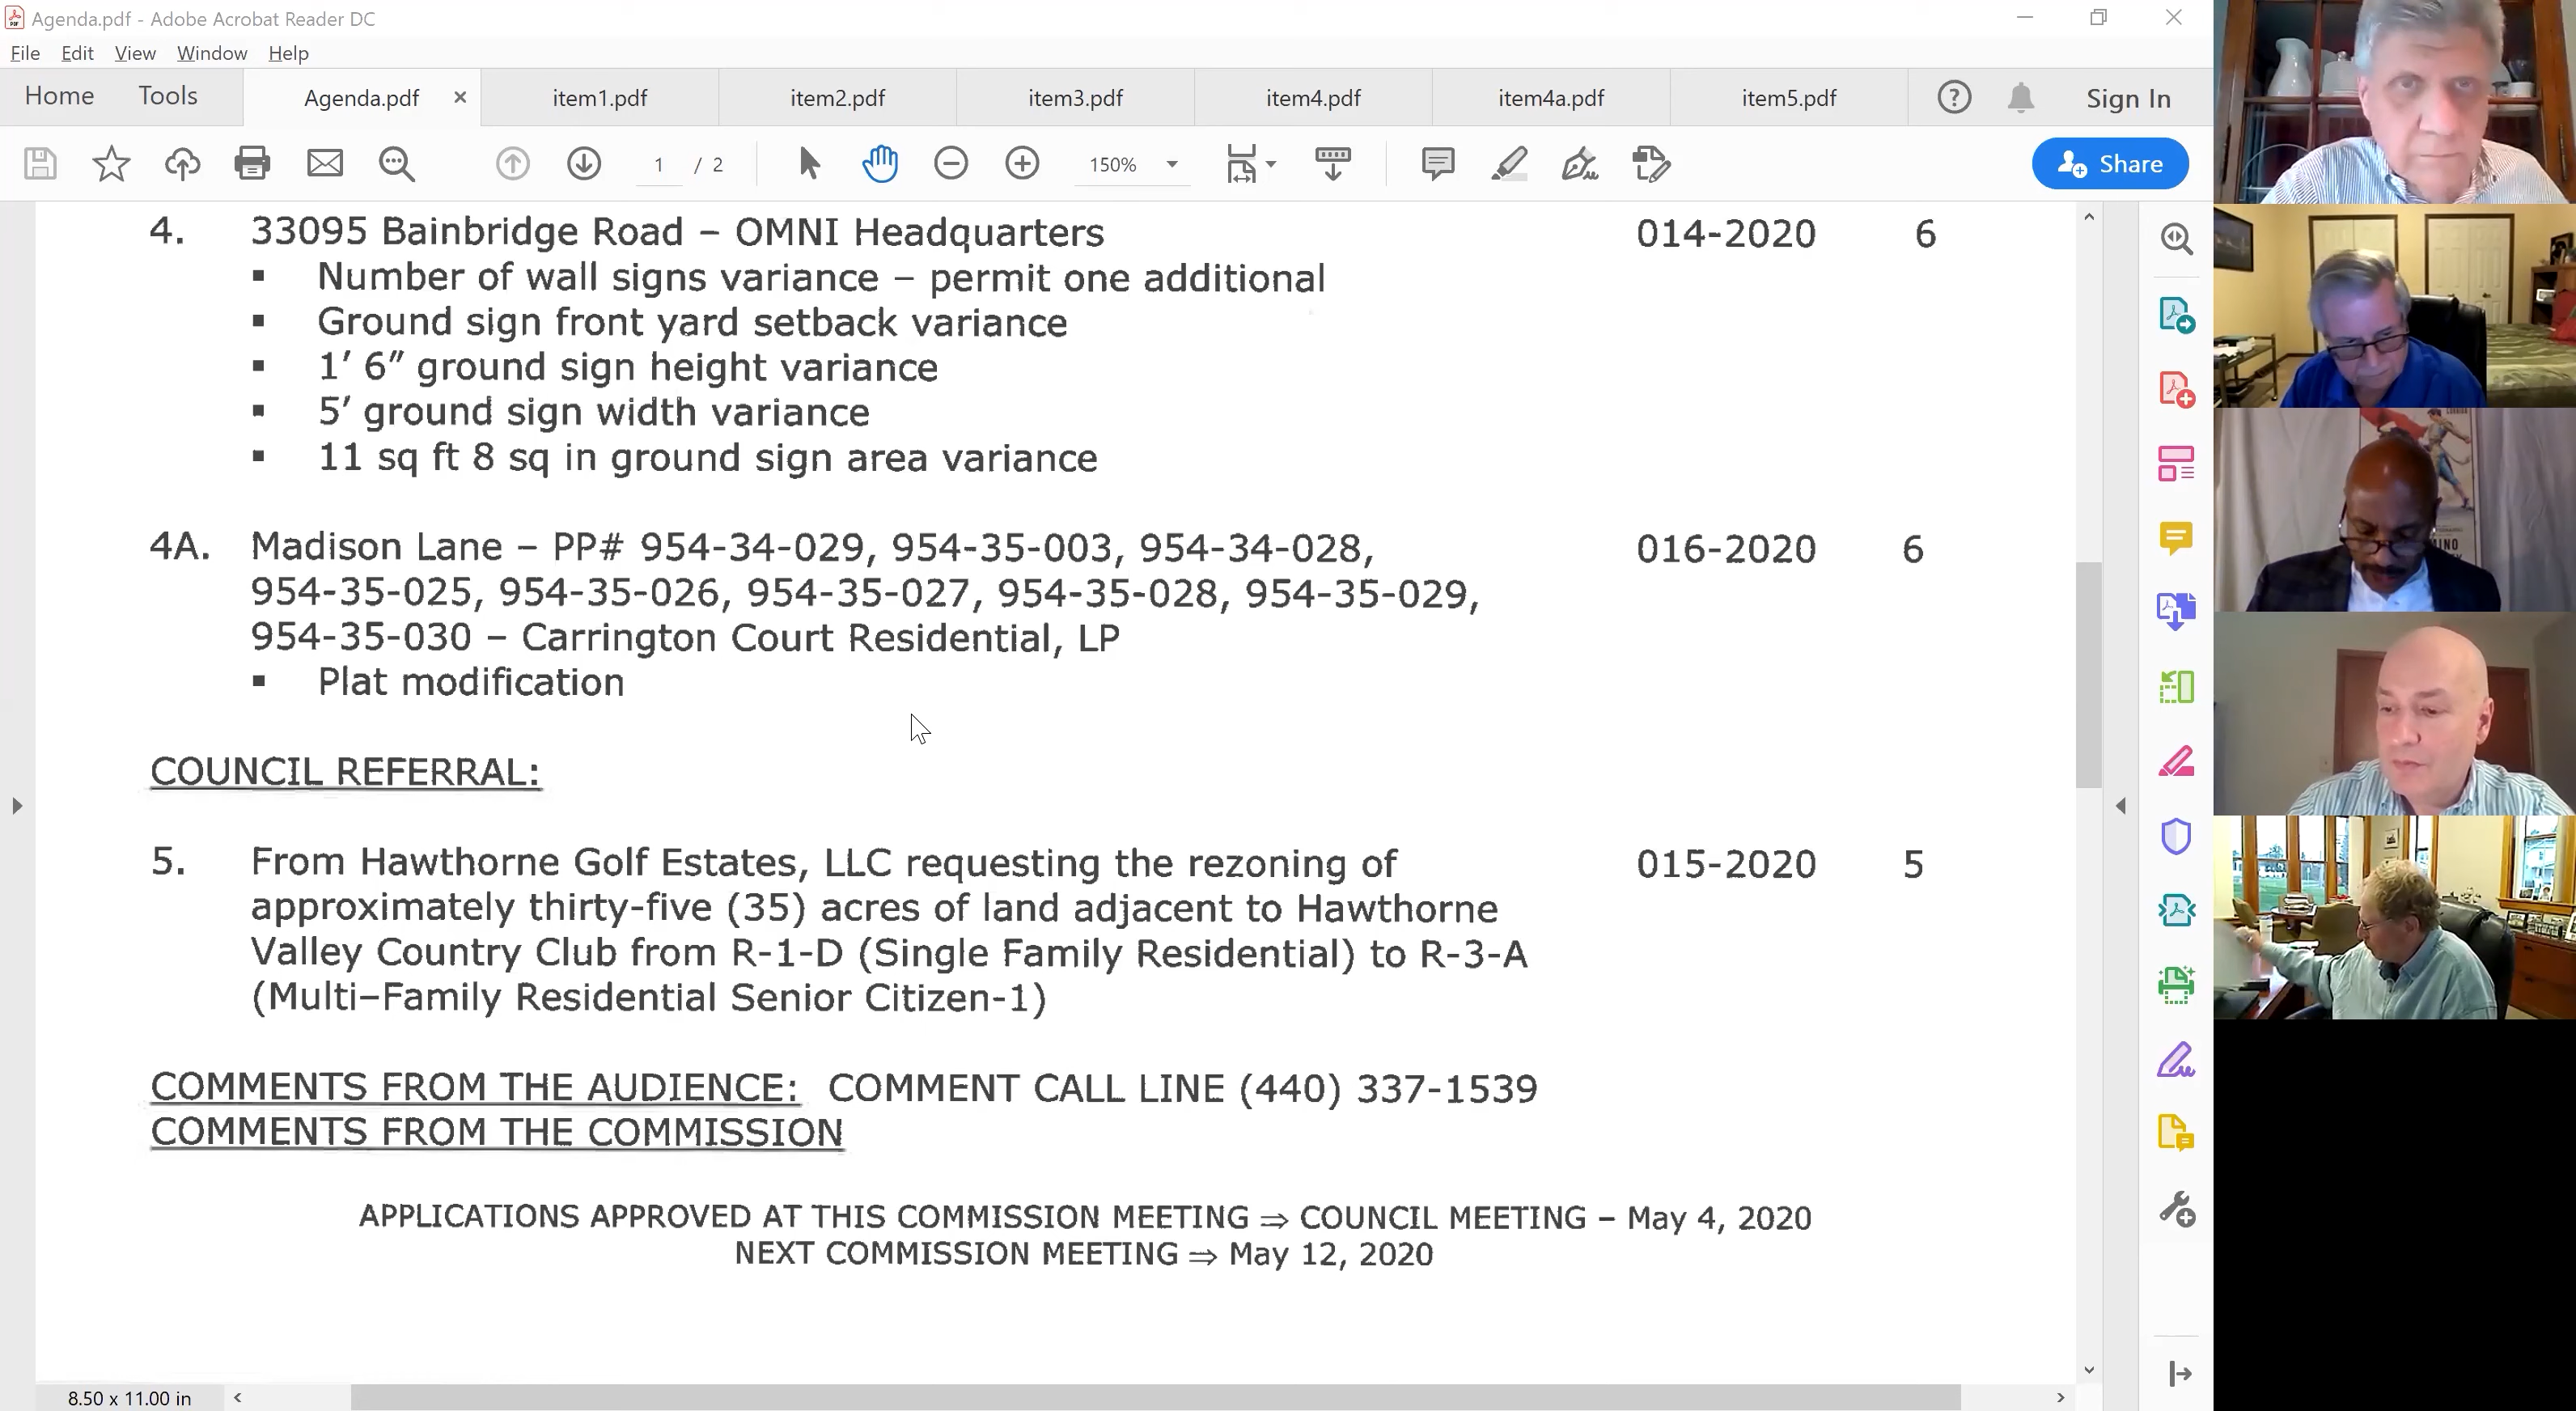 Agenda.pdf - Adobe Acrobat Reader DC
File Edit View Window Help
Home Tools Agenda.pdf item1.pdf item2.pdf item3.pdf item4.pdf item4a.pdf item5.pdf Sign In
1 / 2 150% Share
4. 33095 Bainbridge Road – OMNI Headquarters 014-2020 6
▪ Number of wall signs variance – permit one additional
▪ Ground sign front yard setback variance
▪ 1’ 6” ground sign height variance
▪ 5’ ground sign width variance
▪ 11 sq ft 8 sq in ground sign area variance
4A. Madison Lane – PP# 954-34-029, 954-35-003, 954-34-028, 016-2020 6
954-35-025, 954-35-026, 954-35-027, 954-35-028, 954-35-029,
954-35-030 – Carrington Court Residential, LP
▪ Plat modification
COUNCIL REFERRAL:
5. From Hawthorne Golf Estates, LLC requesting the rezoning of 015-2020 5
approximately thirty-five (35) acres of land adjacent to Hawthorne
Valley Country Club from R-1-D (Single Family Residential) to R-3-A
(Multi–Family Residential Senior Citizen-1)
COMMENTS FROM THE AUDIENCE: COMMENT CALL LINE (440) 337-1539
COMMENTS FROM THE COMMISSION
APPLICATIONS APPROVED AT THIS COMMISSION MEETING ⇒ COUNCIL MEETING – May 4, 2020
NEXT COMMISSION MEETING ⇒ May 12, 2020
8.50 x 11.00 in